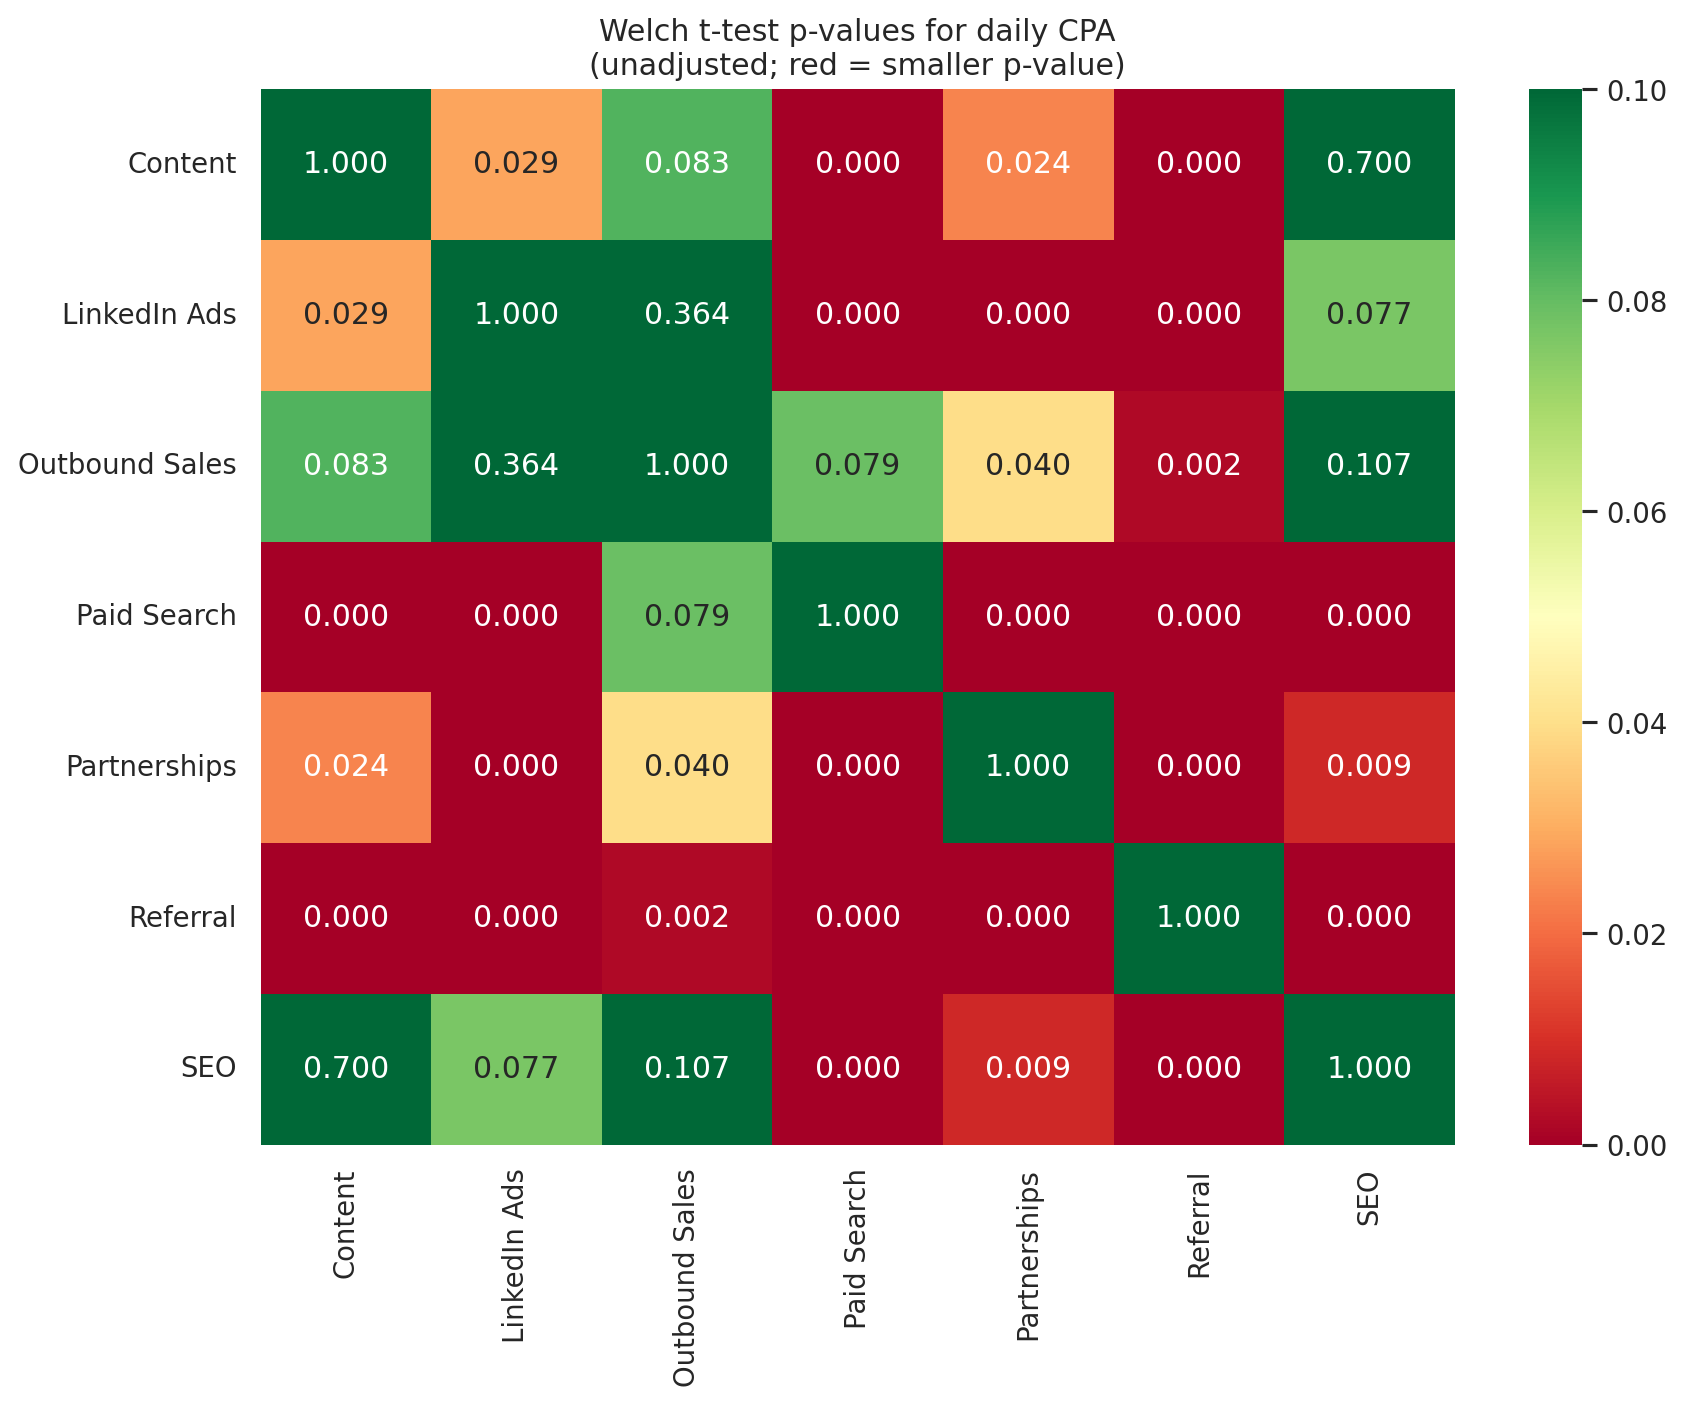 Welch t-test p-values for daily CPA
(unadjusted; red = smaller p-value)
Content 1.000 0.029 0.083 0.000 0.024 0.000 0.700
LinkedIn Ads 0.029 1.000 0.364 0.000 0.000 0.000 0.077
Outbound Sales 0.083 0.364 1.000 0.079 0.040 0.002 0.107
Paid Search 0.000 0.000 0.079 1.000 0.000 0.000 0.000
Partnerships 0.024 0.000 0.040 0.000 1.000 0.000 0.009
Referral 0.000 0.000 0.002 0.000 0.000 1.000 0.000
SEO 0.700 0.077 0.107 0.000 0.009 0.000 1.000
Content
LinkedIn Ads
Outbound Sales
Paid Search
Partnerships
Referral
SEO
0.10
0.08
0.06
0.04
0.02
0.00